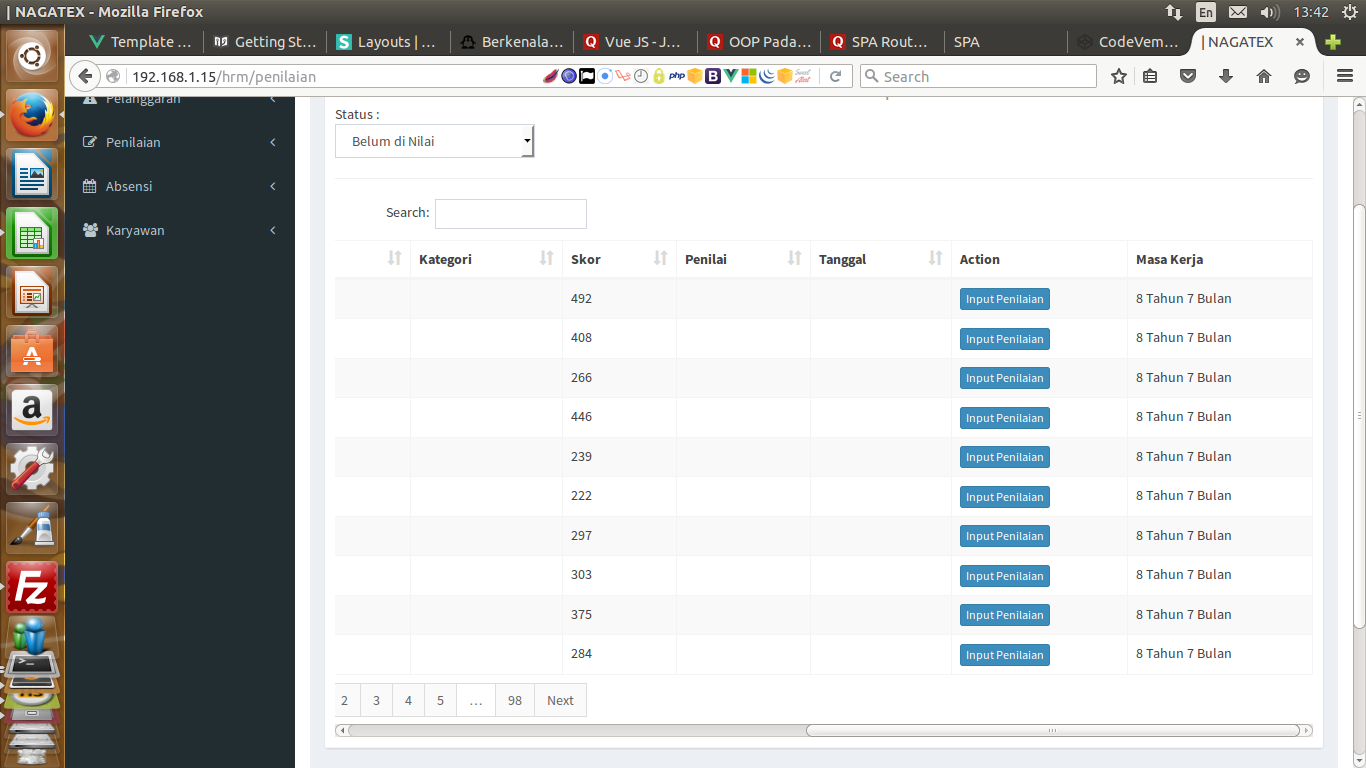 | NAGATEX - Mozilla Firefox
En
13:42
Template ...
Getting St...
Layouts | ...
Berkenala...
Vue JS - J...
OOP Pada...
SPA Rout...
SPA
CodeVem...
| NAGATEX
192.168.1.15/hrm/penilaian
php
Search
Pelanggaran
Penilaian
Absensi
Karyawan
Status :
Belum di Nilai
Search:
Kategori Skor Penilai Tanggal Action Masa Kerja
492 Input Penilaian 8 Tahun 7 Bulan
408 Input Penilaian 8 Tahun 7 Bulan
266 Input Penilaian 8 Tahun 7 Bulan
446 Input Penilaian 8 Tahun 7 Bulan
239 Input Penilaian 8 Tahun 7 Bulan
222 Input Penilaian 8 Tahun 7 Bulan
297 Input Penilaian 8 Tahun 7 Bulan
303 Input Penilaian 8 Tahun 7 Bulan
375 Input Penilaian 8 Tahun 7 Bulan
284 Input Penilaian 8 Tahun 7 Bulan
2 3 4 5 ... 98 Next